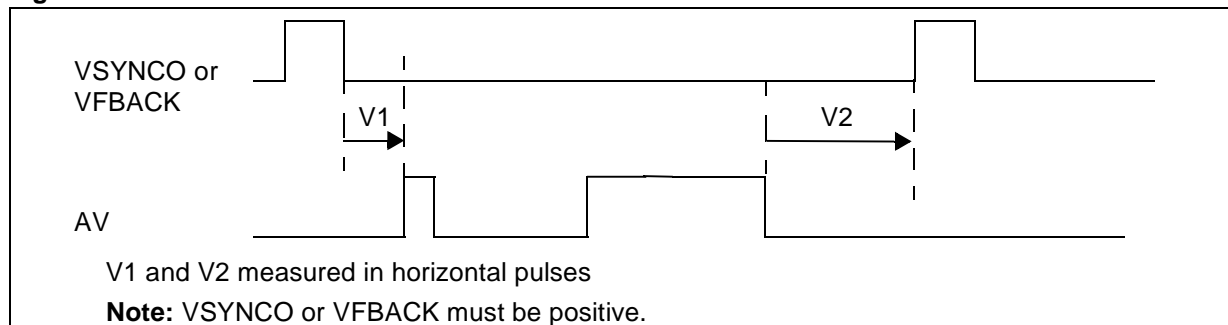 VSYNCO or
VFBACK
V1
V2
AV
V1 and V2 measured in horizontal pulses
Note: VSYNCO or VFBACK must be positive.